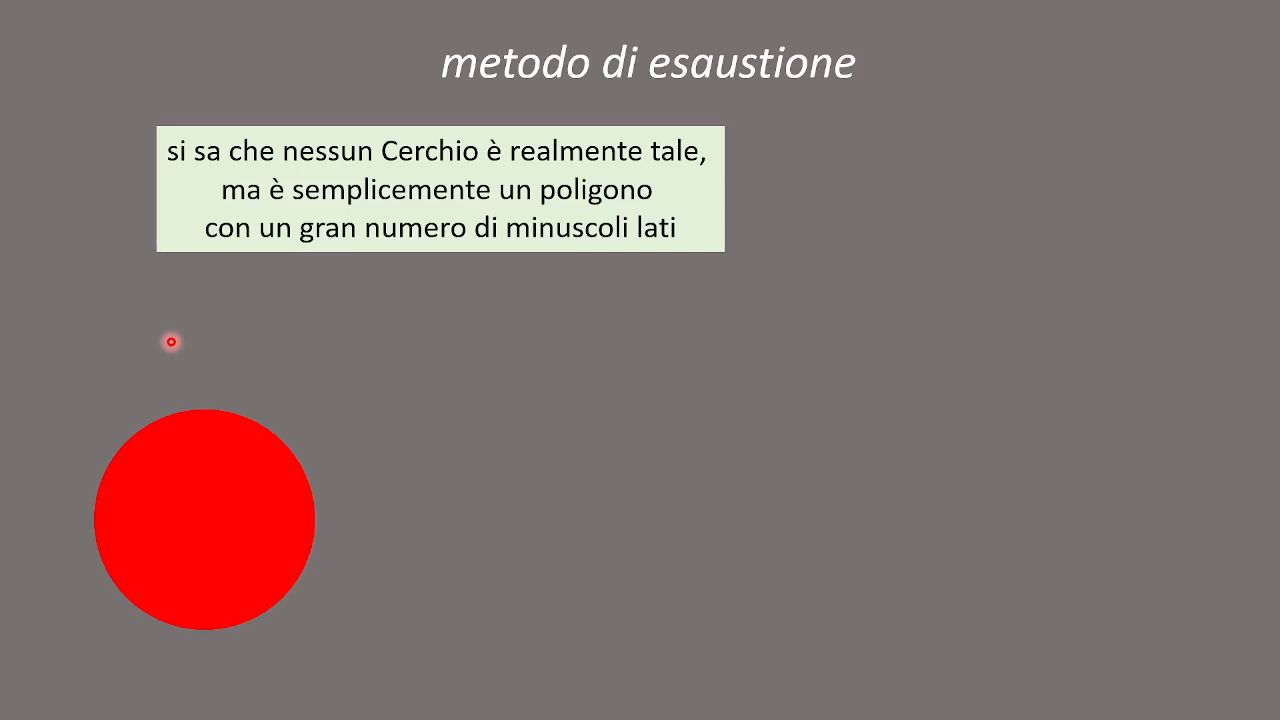 metodo di esaustione
si sa che nessun Cerchio è realmente tale,
ma è semplicemente un poligono
con un gran numero di minuscoli lati